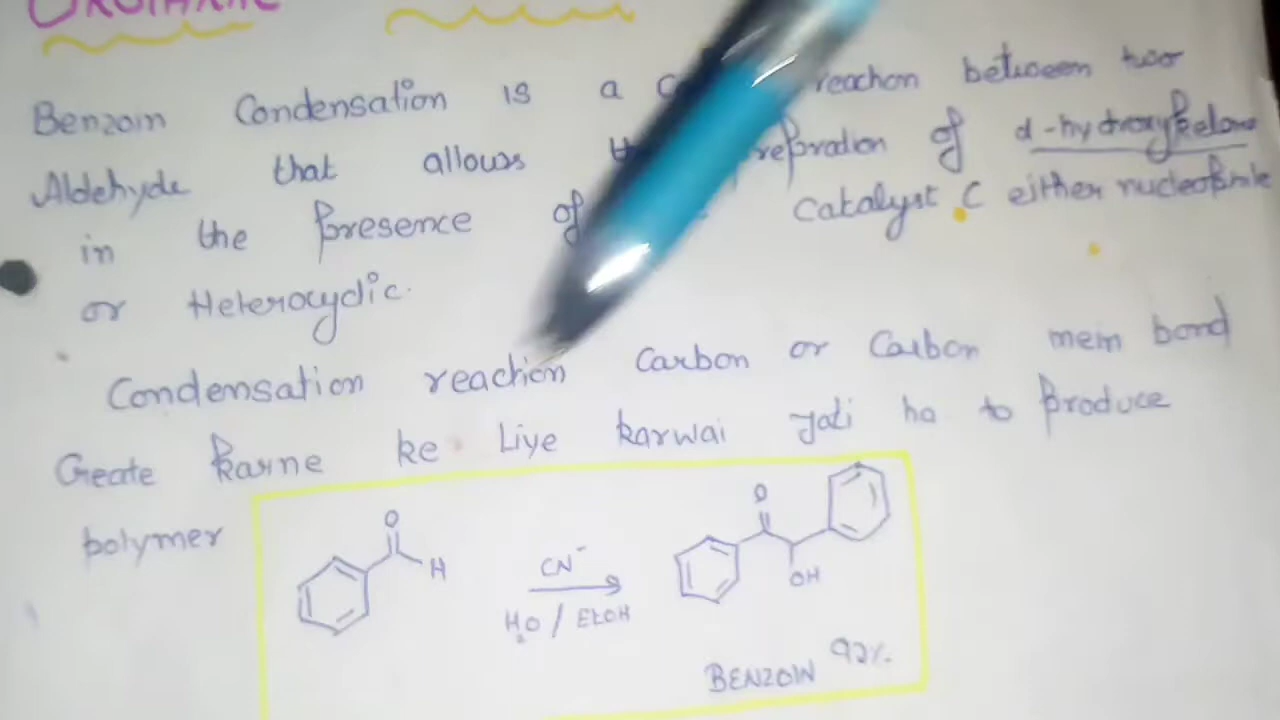 Benzoin Condensation is a reaction between two
Aldehyde that allows preparation of α-hydroxyketone
in the presence of catalyst C either nucleophile
or Heterocyclic.
Condensation reaction Carbon or Carbon mein bond
Create karne ke Liye karwai jati ha to produce
polymer
O
H
CN⁻
H₂O / EtOH
O
OH
BENZOIN 92%